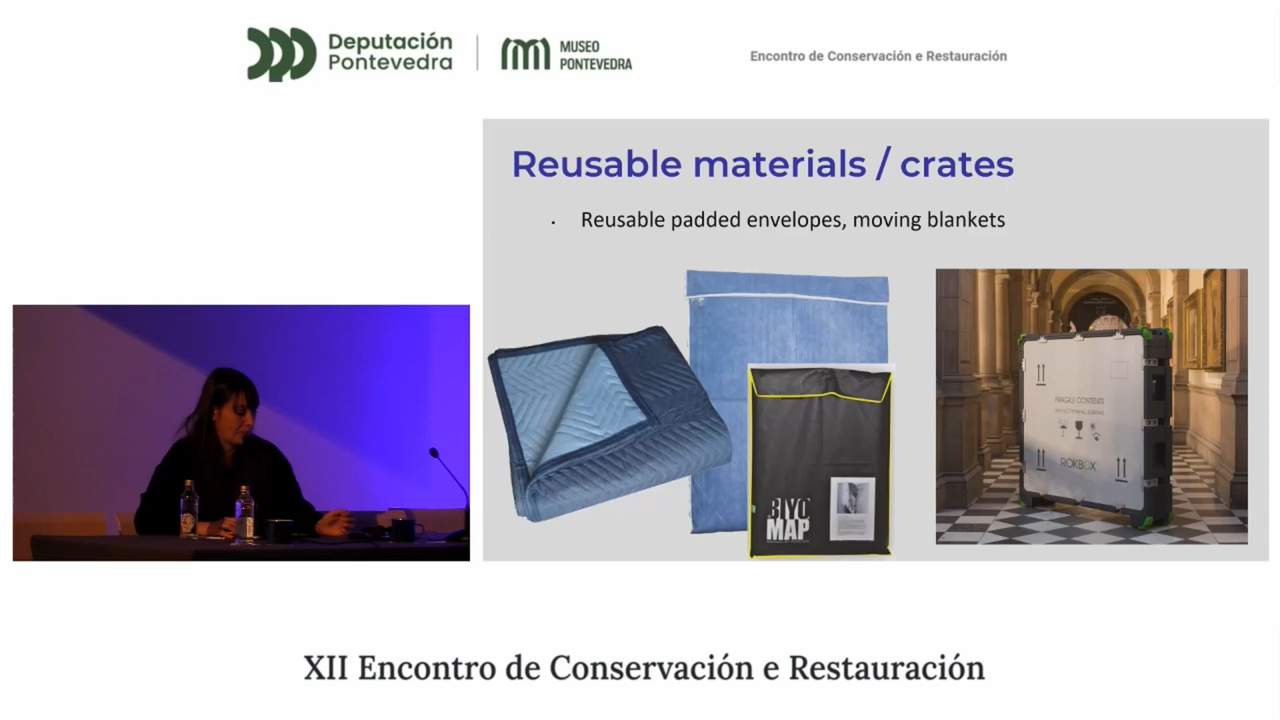 Deputación
Pontevedra
MUSEO
PONTEVEDRA
Encontro de Conservación e Restauración
Reusable materials / crates
Reusable padded envelopes, moving blankets
FRAGILE CONTENTS
ROKBOX
BIYO
MAP
XII Encontro de Conservación e Restauración